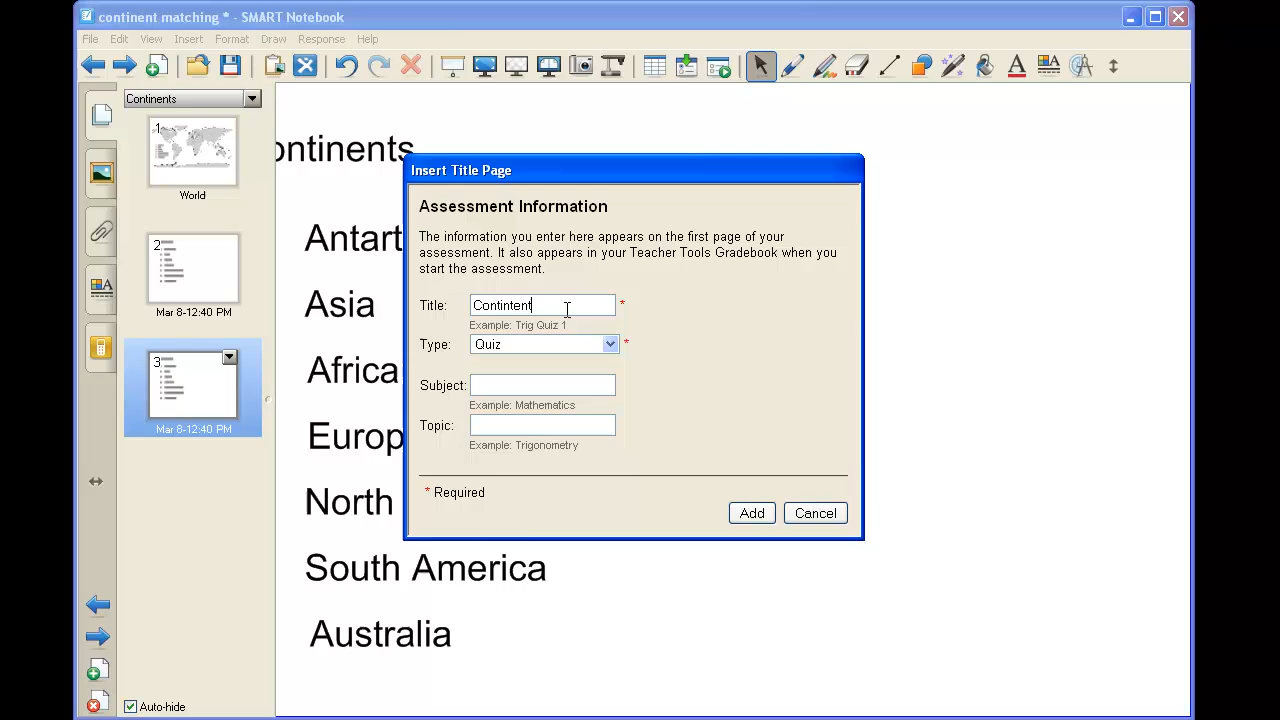 continent matching * - SMART Notebook
File Edit View Insert Format Draw Response Help
Continents
1
World
2
Mar 8-12:40 PM
3
Mar 8-12:40 PM
Auto-hide
ontinents
Antart
Asia
Africa
Europ
North
South America
Australia
Insert Title Page
Assessment Information
The information you enter here appears on the first page of your
assessment. It also appears in your Teacher Tools Gradebook when you
start the assessment.
Title: Contintent *
Example: Trig Quiz 1
Type: Quiz *
Subject:
Example: Mathematics
Topic:
Example: Trigonometry
* Required
Add Cancel